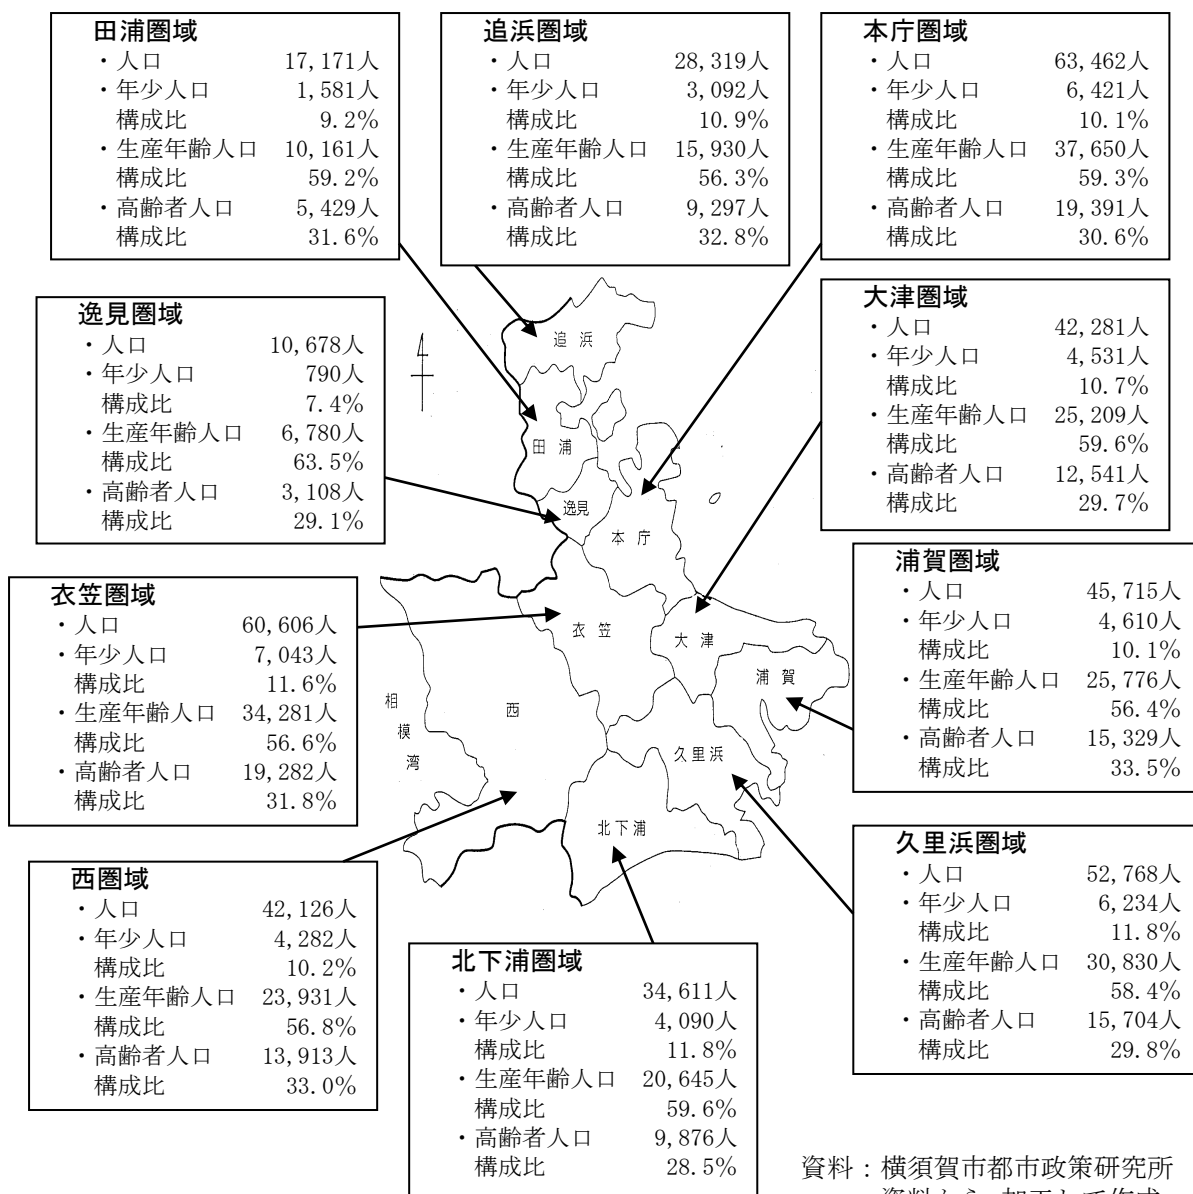 田浦圏域
・人口 17,171人
・年少人口 1,581人
構成比 9.2%
・生産年齢人口 10,161人
構成比 59.2%
・高齢者人口 5,429人
構成比 31.6%
追浜圏域
・人口 28,319人
・年少人口 3,092人
構成比 10.9%
・生産年齢人口 15,930人
構成比 56.3%
・高齢者人口 9,297人
構成比 32.8%
本庁圏域
・人口 63,462人
・年少人口 6,421人
構成比 10.1%
・生産年齢人口 37,650人
構成比 59.3%
・高齢者人口 19,391人
構成比 30.6%
逸見圏域
・人口 10,678人
・年少人口 790人
構成比 7.4%
・生産年齢人口 6,780人
構成比 63.5%
・高齢者人口 3,108人
構成比 29.1%
大津圏域
・人口 42,281人
・年少人口 4,531人
構成比 10.7%
・生産年齢人口 25,209人
構成比 59.6%
・高齢者人口 12,541人
構成比 29.7%
追浜
田浦
逸見
本庁
衣笠
大津
浦賀
西
久里浜
北下浦
相模湾
衣笠圏域
・人口 60,606人
・年少人口 7,043人
構成比 11.6%
・生産年齢人口 34,281人
構成比 56.6%
・高齢者人口 19,282人
構成比 31.8%
浦賀圏域
・人口 45,715人
・年少人口 4,610人
構成比 10.1%
・生産年齢人口 25,776人
構成比 56.4%
・高齢者人口 15,329人
構成比 33.5%
西圏域
・人口 42,126人
・年少人口 4,282人
構成比 10.2%
・生産年齢人口 23,931人
構成比 56.8%
・高齢者人口 13,913人
構成比 33.0%
北下浦圏域
・人口 34,611人
・年少人口 4,090人
構成比 11.8%
・生産年齢人口 20,645人
構成比 59.6%
・高齢者人口 9,876人
構成比 28.5%
久里浜圏域
・人口 52,768人
・年少人口 6,234人
構成比 11.8%
・生産年齢人口 30,830人
構成比 58.4%
・高齢者人口 15,704人
構成比 29.8%
資料：横須賀市都市政策研究所